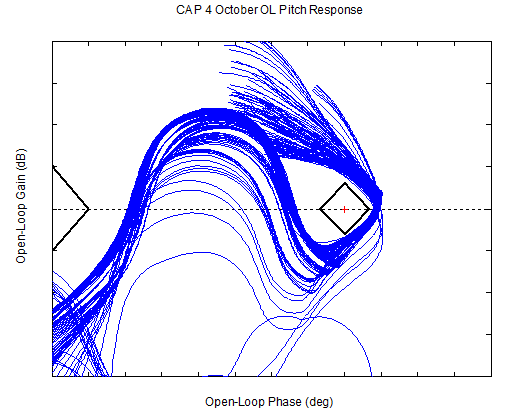 CAP 4 October OL Pitch Response
Open-Loop Gain (dB)
Open-Loop Phase (deg)